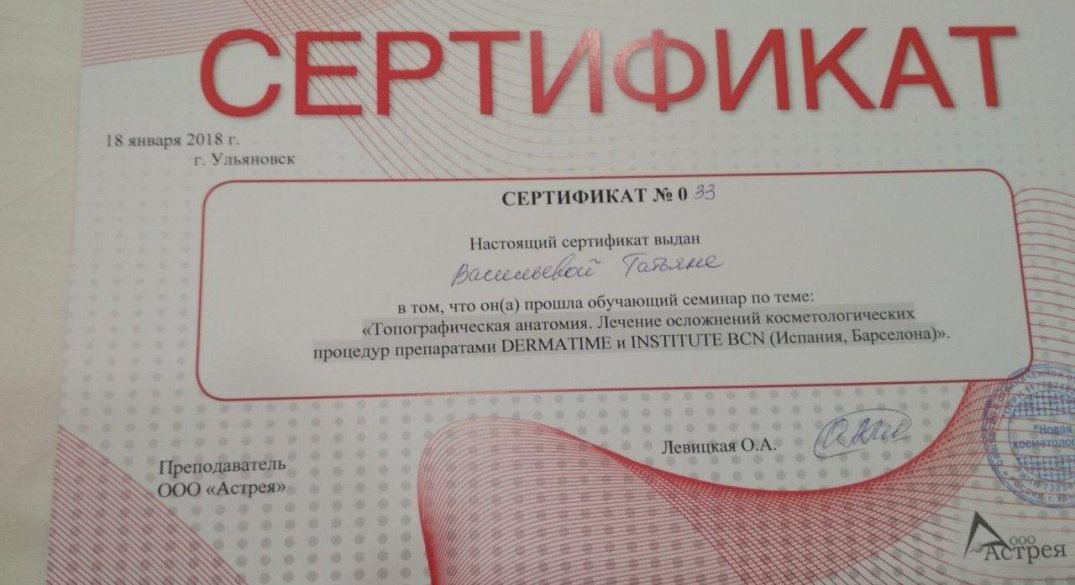 СЕРТИФИКАТ
18 января 2018 г.
г. Ульяновск
СЕРТИФИКАТ № 0 33
Настоящий сертификат выдан
Васильевой Татьяне
в том, что он(а) прошла обучающий семинар по теме:
«Топографическая анатомия. Лечение осложнений косметологических
процедур препаратами DERMATIME и INSTITUTE BCN (Испания, Барселона)».
Левицкая О.А.
Преподаватель
ООО «Астрея»
"Новая
косметолог
ООО
Астрея